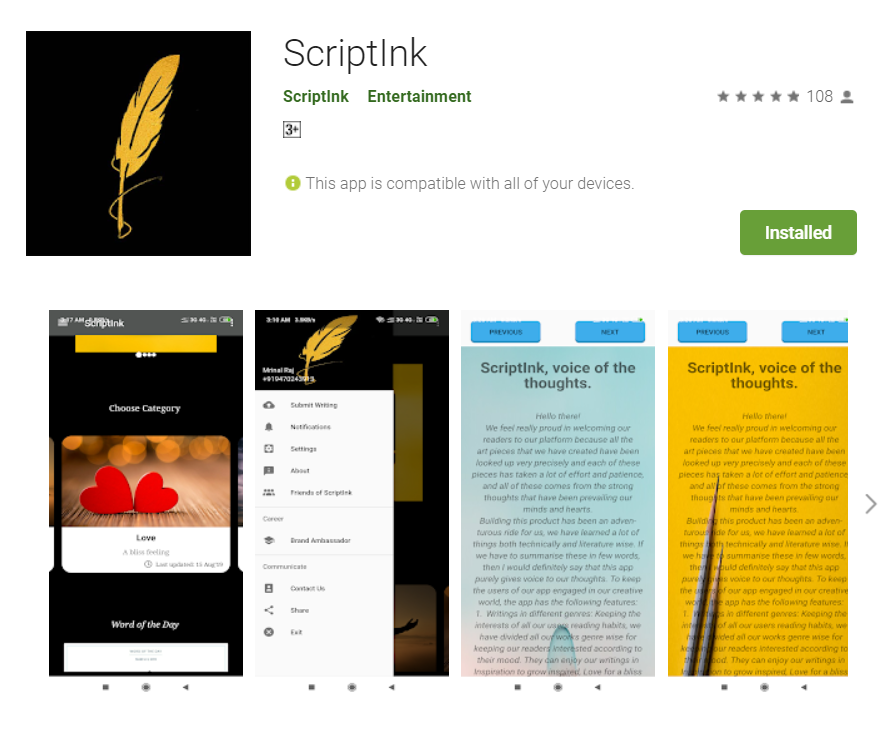 ScriptInk
ScriptInk Entertainment
108
3+
This app is compatible with all of your devices.
Installed
ScriptInk
Choose Category
Love
A bliss feeling
Last updated: 15 Aug'19
Word of the Day
WORD OF THE DAY
3:10 AM
Mrinal Raj
Submit Writing
Notifications
Settings
About
Friends of ScriptInk
Career
Brand Ambassador
Communicate
Contact Us
Share
Exit
PREVIOUS NEXT
ScriptInk, voice of the
thoughts.
Hello there!
We feel really proud in welcoming our
readers to our platform because all the
art pieces that we have created have been
looked up very precisely and each of these
pieces has taken a lot of effort and patience,
and all of these comes from the strong
thoughts that have been prevailing our
minds and hearts.
Building this product has been an adven-
turous ride for us, we have learned a lot of
things both technically and literature wise. If
we have to summarise these in few words,
then I would definitely say that this app
purely gives voice to our thoughts. To keep
the users of our app engaged in our creative
world, the app has the following features:
1. Writings in different genres: Keeping the
interests of all our users reading habits, we
have divided all our works genre wise for
keeping our readers interested according to
their mood. They can enjoy our writings in
Inspiration to grow inspired, Love for a bliss
PREVIOUS NEXT
ScriptInk, voice of the
thoughts.
Hello there!
We feel really proud in welcoming our
readers to our platform because all the
art pieces that we have created have been
looked up very precisely and each of these
pieces has taken a lot of effort and patience,
and all of these comes from the strong
thoughts that have been prevailing our
minds and hearts.
Building this product has been an adven-
turous ride for us, we have learned a lot of
things both technically and literature wise. If
we have to summarise these in few words,
then I would definitely say that this app
purely gives voice to our thoughts. To keep
the users of our app engaged in our creative
world, the app has the following features:
1. Writings in different genres: Keeping the
interests of all our users reading habits, we
have divided all our works genre wise for
keeping our readers interested according to
their mood. They can enjoy our writings in
Inspiration to grow inspired, Love for a bliss